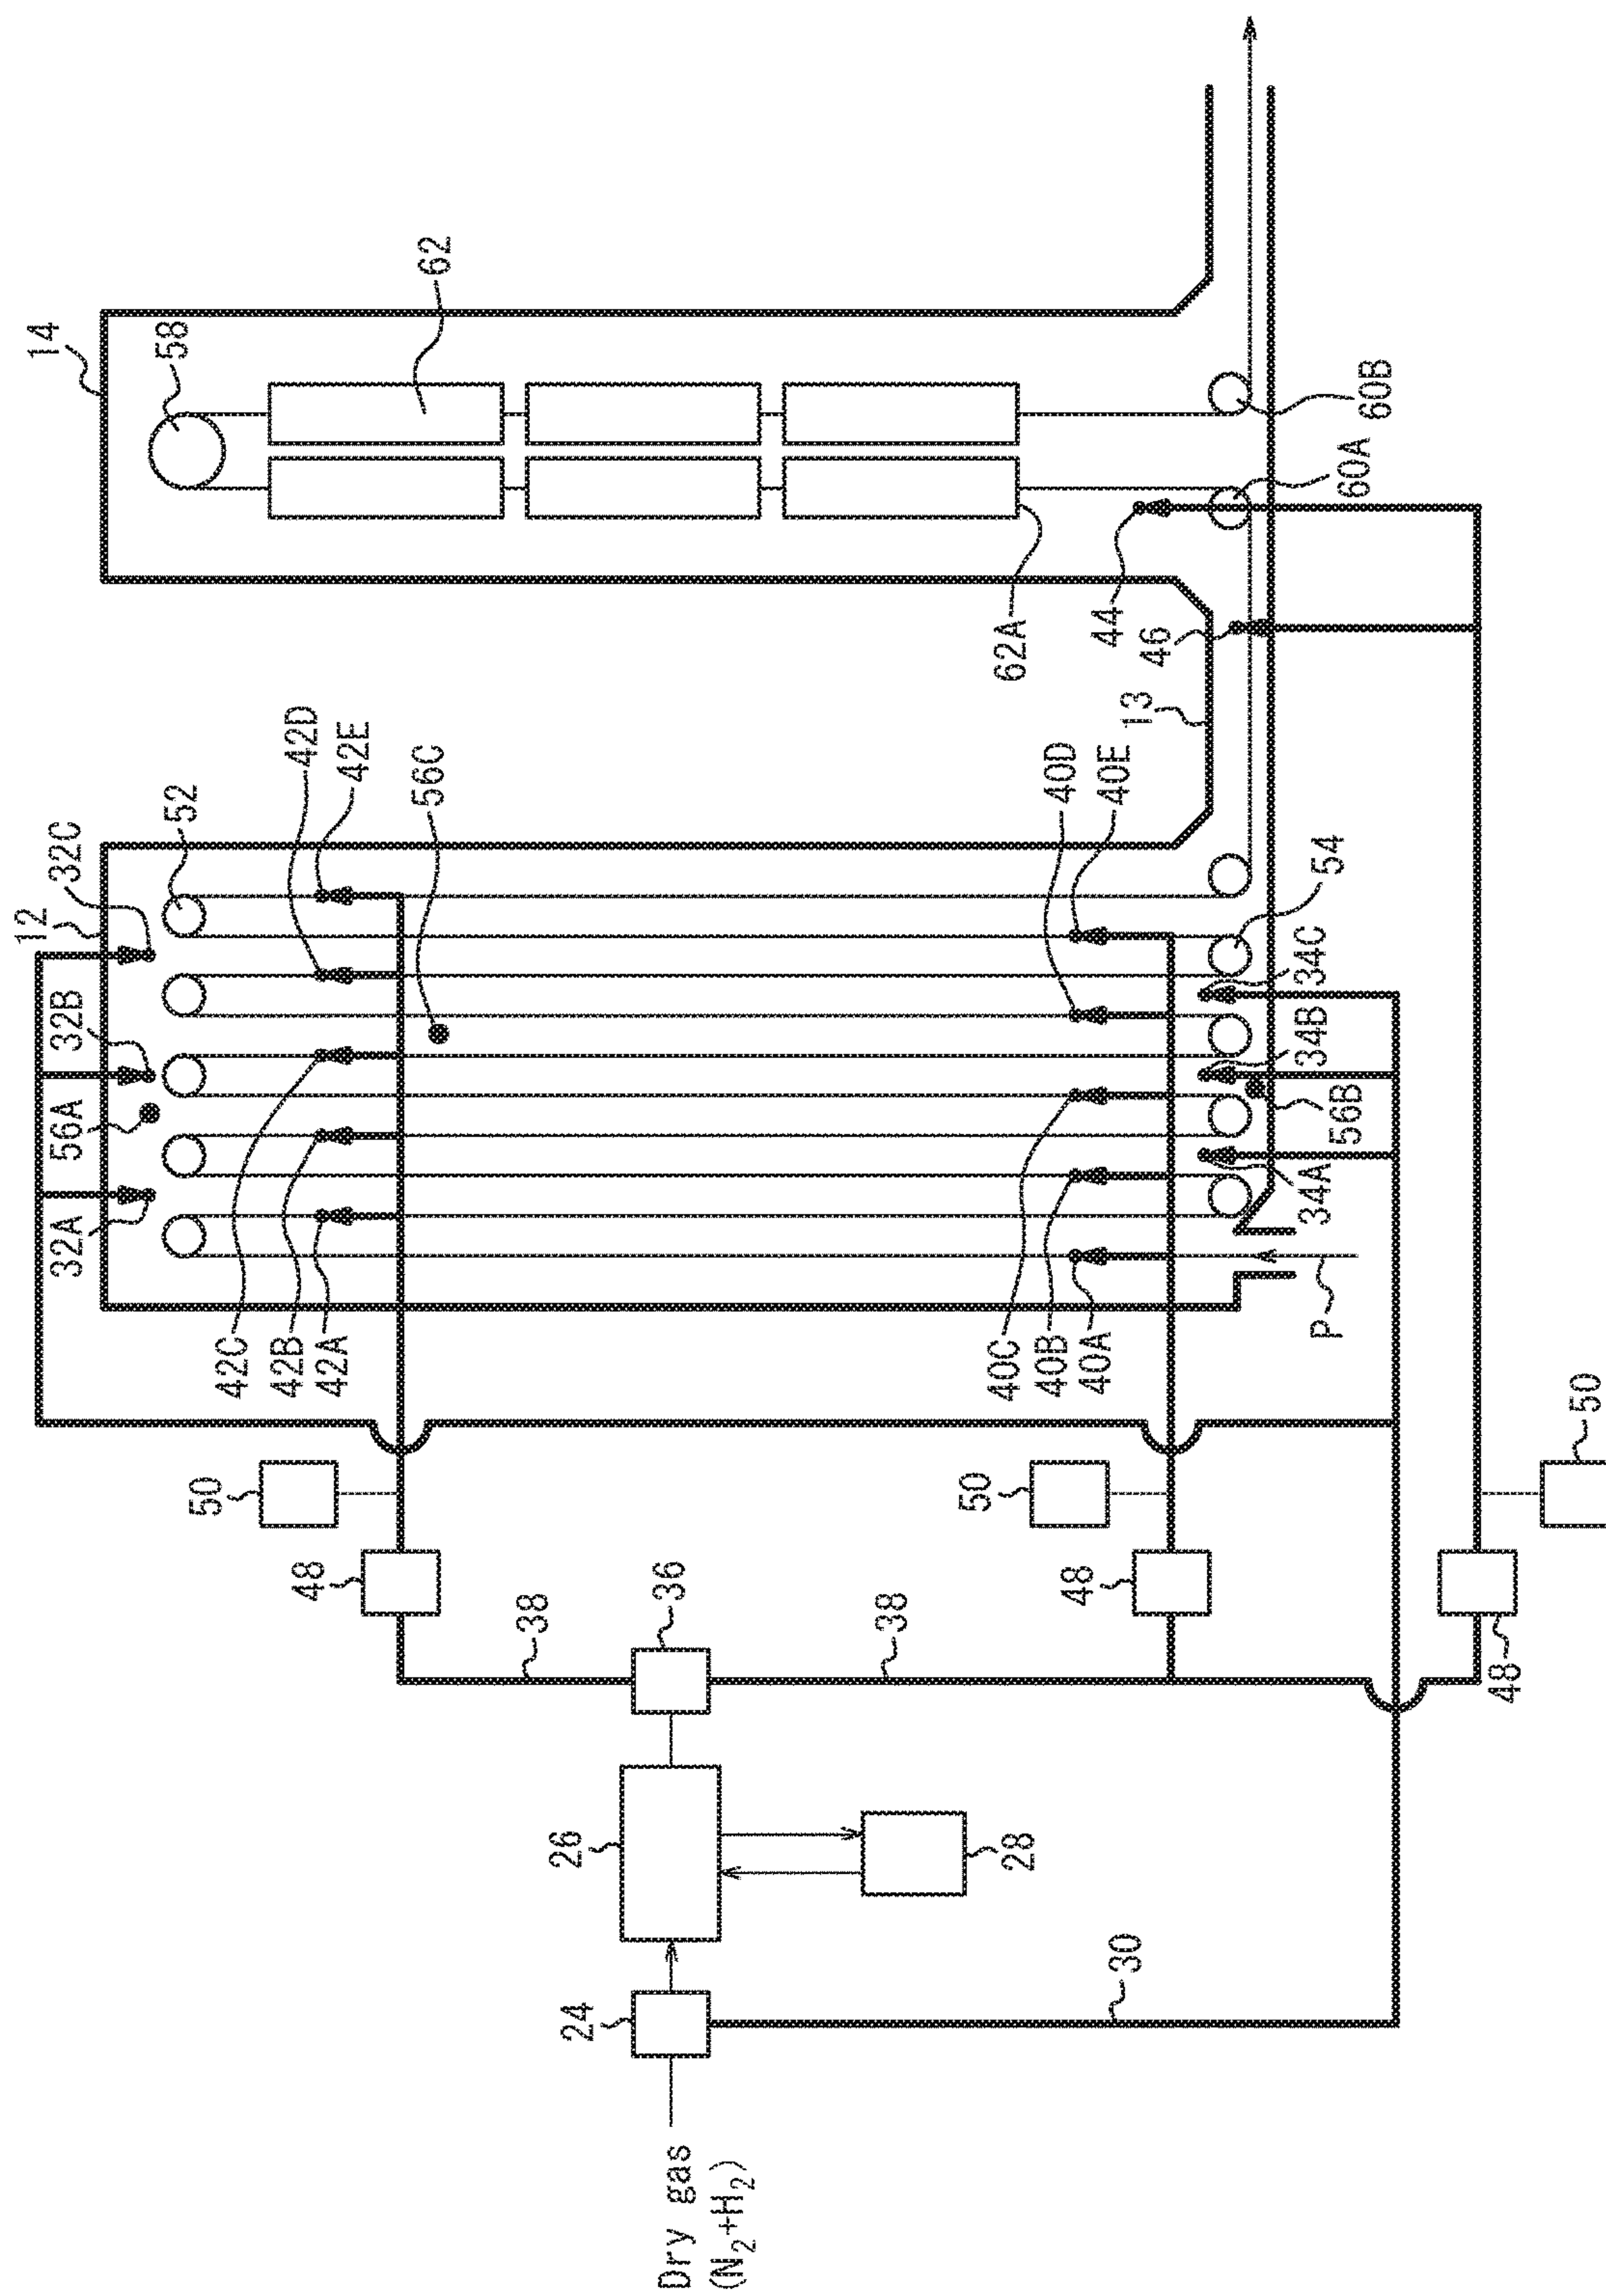 14
58
62
12
32C
52
32B
56A
32A
42D
42E
56C
42C
42B
42A
62A
44
46
13
60A
60B
40D
40E
54
34C
34B
56B
34A
40C
40B
40A
P
50
50
50
48
48
48
38
36
38
26
28
24
30
Dry gas
(N₂+H₂)